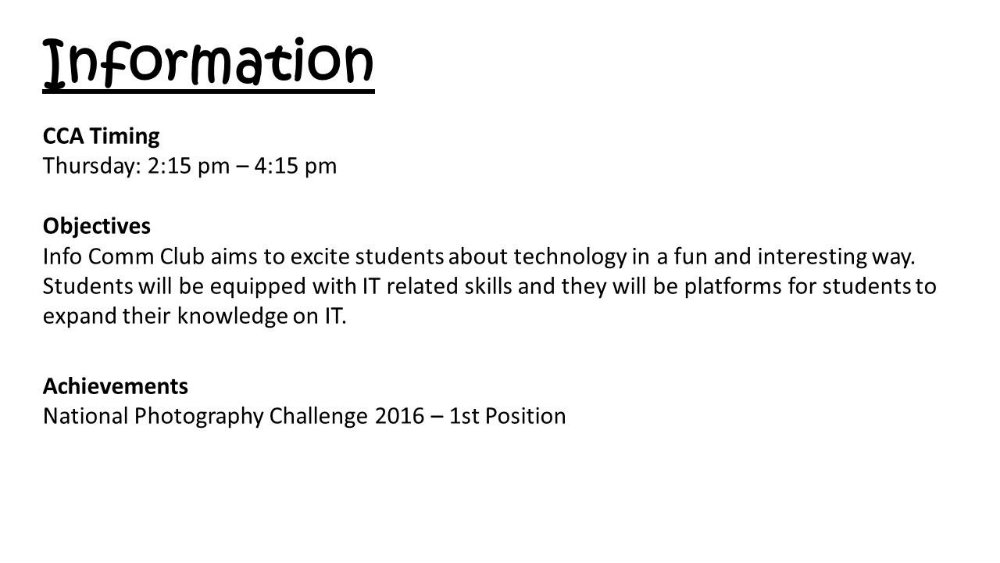 Information
CCA Timing
Thursday: 2:15 pm – 4:15 pm
Objectives
Info Comm Club aims to excite students about technology in a fun and interesting way.
Students will be equipped with IT related skills and they will be platforms for students to
expand their knowledge on IT.
Achievements
National Photography Challenge 2016 – 1st Position